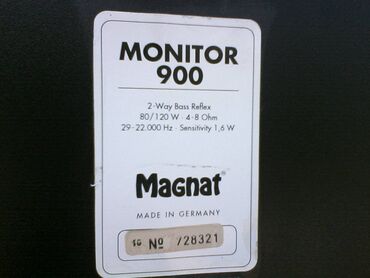 MONITOR
900
2-Way Bass Reflex
80/120 W · 4-8 Ohm
29-22.000 Hz · Sensitivity 1,6 W
Magnat®
MADE IN GERMANY
SG № 728321